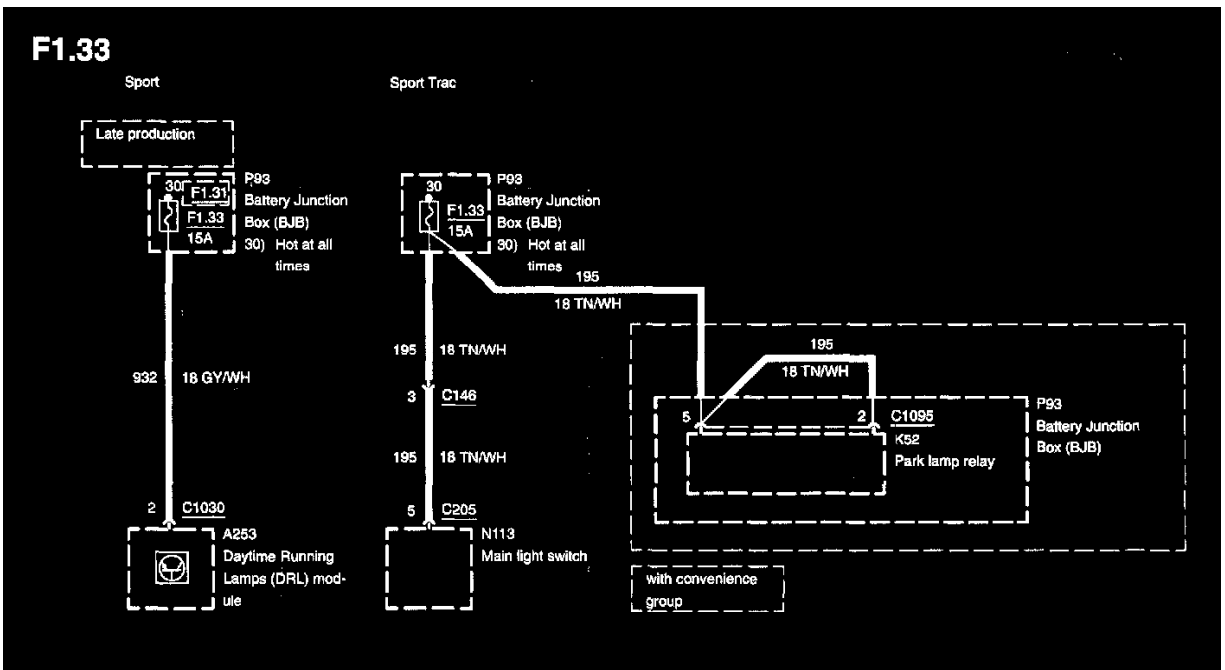 F1.33
Sport
Sport Trac
Late production
30
F1.31
F1.33
15A
P93
Battery Junction
Box (BJB)
30) Hot at all
times
30
F1.33
15A
P93
Battery Junction
Box (BJB)
30) Hot at all
times
195
18 TN/WH
195
18 TN/WH
195
18 TN/WH
932
18 GY/WH
3
C146
5
2
C1095
K52
Park lamp relay
P93
Battery Junction
Box (BJB)
195
18 TN/WH
2
C1030
5
C205
A253
Daytime Running
Lamps (DRL) mod-
ule
N113
Main light switch
with convenience
group